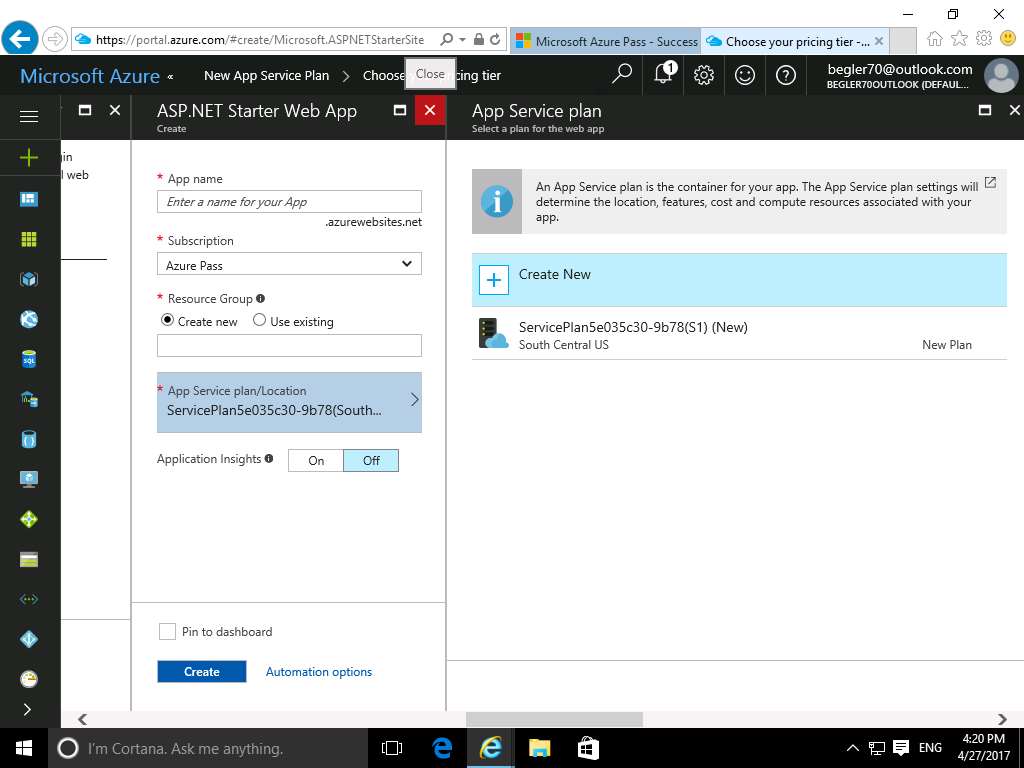 https://portal.azure.com/#create/Microsoft.ASPNETStarterSite
Microsoft Azure Pass - Success
Choose your pricing tier -...
Microsoft Azure «
New App Service Plan
Choose
Close
cing tier
1
begler70@outlook.com
BEGLER70OUTLOOK (DEFAUL...
gin
l web
ASP.NET Starter Web App
Create
* App name
Enter a name for your App
.azurewebsites.net
* Subscription
Azure Pass
* Resource Group
Create new
Use existing
* App Service plan/Location
ServicePlan5e035c30-9b78(South...
Application Insights
On
Off
Pin to dashboard
Create
Automation options
App Service plan
Select a plan for the web app
An App Service plan is the container for your app. The App Service plan settings will
determine the location, features, cost and compute resources associated with your
app.
Create New
ServicePlan5e035c30-9b78(S1) (New)
South Central US
New Plan
SQL
I'm Cortana. Ask me anything.
ENG
4:20 PM
4/27/2017